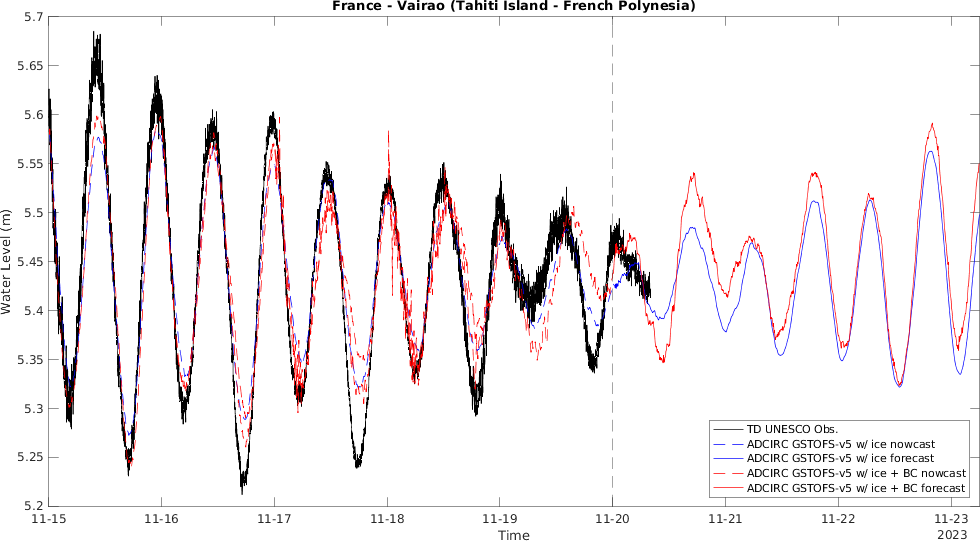 France - Vairao (Tahiti Island - French Polynesia)
5.7
5.65
5.6
5.55
5.5
5.45
5.4
5.35
5.3
5.25
5.2
Water Level (m)
11-15 11-16 11-17 11-18 11-19 11-20 11-21 11-22 11-23
2023
Time
TD UNESCO Obs.
ADCIRC GSTOFS-v5 w/ ice nowcast
ADCIRC GSTOFS-v5 w/ ice forecast
ADCIRC GSTOFS-v5 w/ ice + BC nowcast
ADCIRC GSTOFS-v5 w/ ice + BC forecast